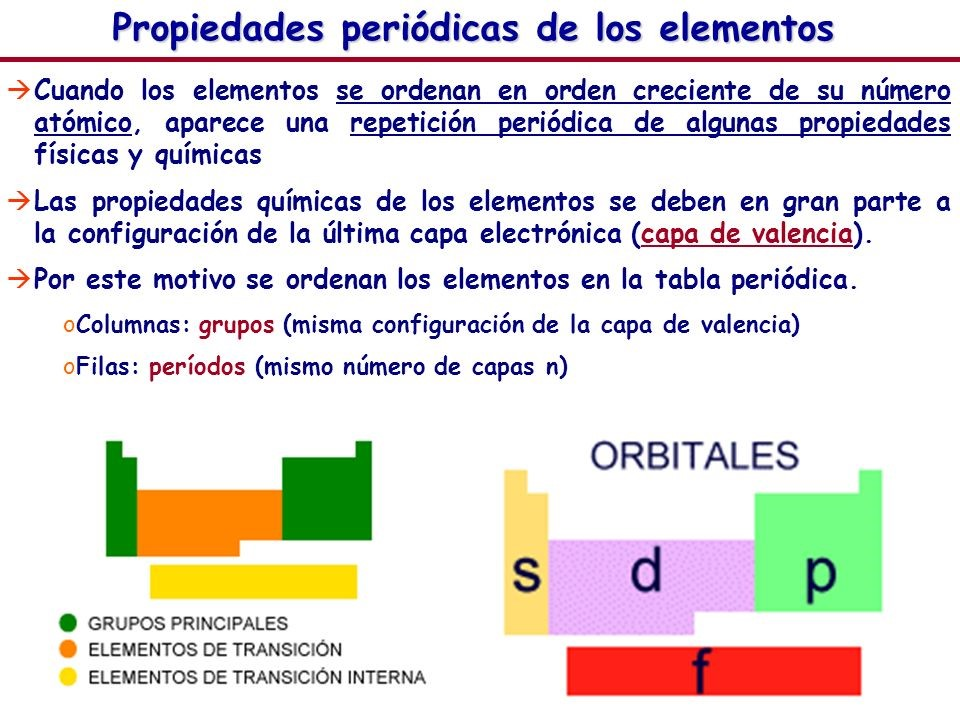 Propiedades periódicas de los elementos
→Cuando los elementos se ordenan en orden creciente de su número
atómico, aparece una repetición periódica de algunas propiedades
físicas y químicas
→Las propiedades químicas de los elementos se deben en gran parte a
la configuración de la última capa electrónica (capa de valencia).
→Por este motivo se ordenan los elementos en la tabla periódica.
oColumnas: grupos (misma configuración de la capa de valencia)
oFilas: períodos (mismo número de capas n)
GRUPOS PRINCIPALES
ELEMENTOS DE TRANSICIÓN
ELEMENTOS DE TRANSICIÓN INTERNA
ORBITALES
s d p
f